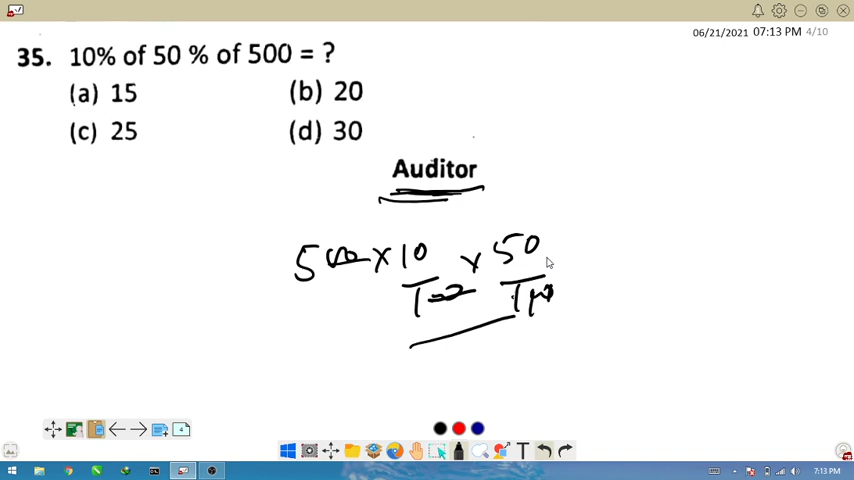 06/21/2021 07:13 PM 4/10
35. 10% of 50 % of 500 = ?
(a) 15 (b) 20
(c) 25 (d) 30
Auditor
500 × 10 × 50
100 100
4
T
7:13 PM